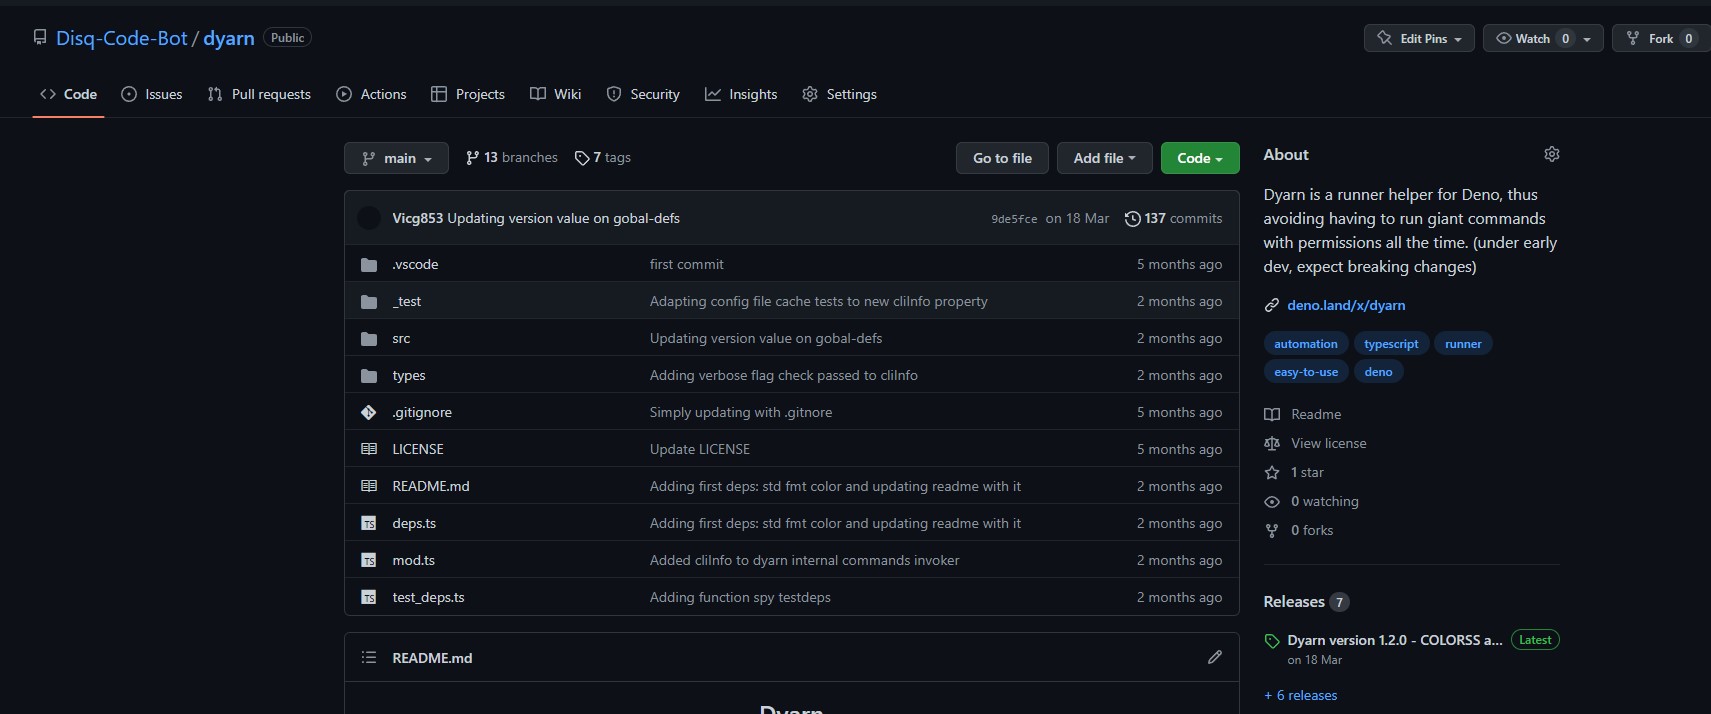 Disq-Code-Bot / dyarn Public
Edit Pins Watch 0 Fork 0
Code Issues Pull requests Actions Projects Wiki Security Insights Settings
main 13 branches 7 tags Go to file Add file Code
Vicg853 Updating version value on gobal-defs 9de5fce on 18 Mar 137 commits
.vscode first commit 5 months ago
_test Adapting config file cache tests to new cliInfo property 2 months ago
src Updating version value on gobal-defs 2 months ago
types Adding verbose flag check passed to cliInfo 2 months ago
.gitignore Simply updating with .gitnore 5 months ago
LICENSE Update LICENSE 5 months ago
README.md Adding first deps: std fmt color and updating readme with it 2 months ago
TS deps.ts Adding first deps: std fmt color and updating readme with it 2 months ago
TS mod.ts Added cliInfo to dyarn internal commands invoker 2 months ago
TS test_deps.ts Adding function spy testdeps 2 months ago
README.md
Dyarn
About
Dyarn is a runner helper for Deno, thus
avoiding having to run giant commands
with permissions all the time. (under early
dev, expect breaking changes)
deno.land/x/dyarn
automation typescript runner
easy-to-use deno
Readme
View license
1 star
0 watching
0 forks
Releases 7
Dyarn version 1.2.0 - COLORSS a... Latest
on 18 Mar
+ 6 releases